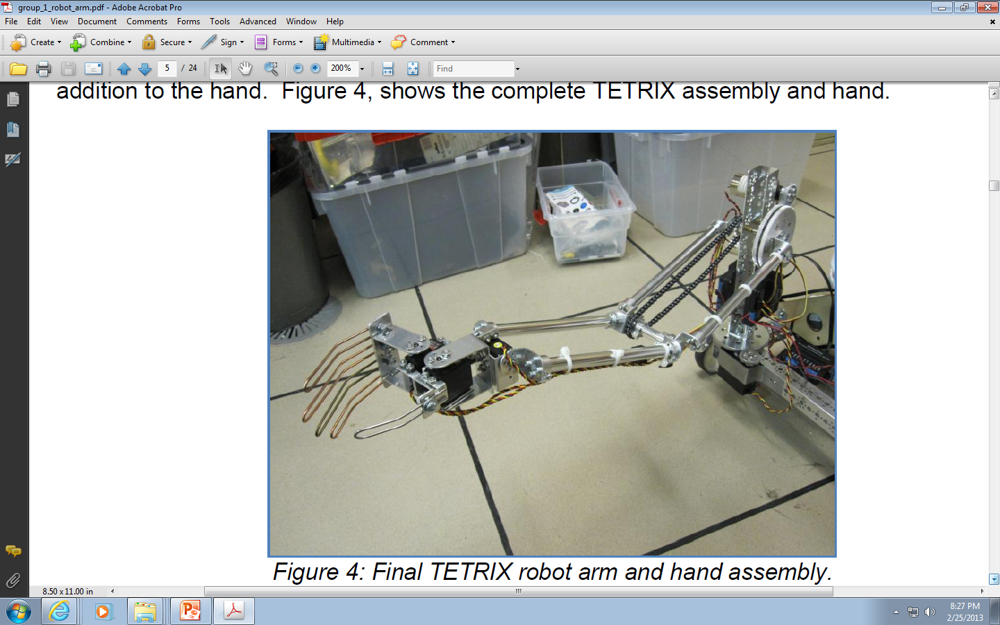 group_1_robot_arm.pdf - Adobe Acrobat Pro
File Edit View Document Comments Forms Tools Advanced Window Help
Create Combine Secure Sign Forms Multimedia Comment
5 / 24 200% Find
addition to the hand.  Figure 4, shows the complete TETRIX assembly and hand.
Figure 4: Final TETRIX robot arm and hand assembly.
8.50 x 11.00 in
8:27 PM
2/25/2013